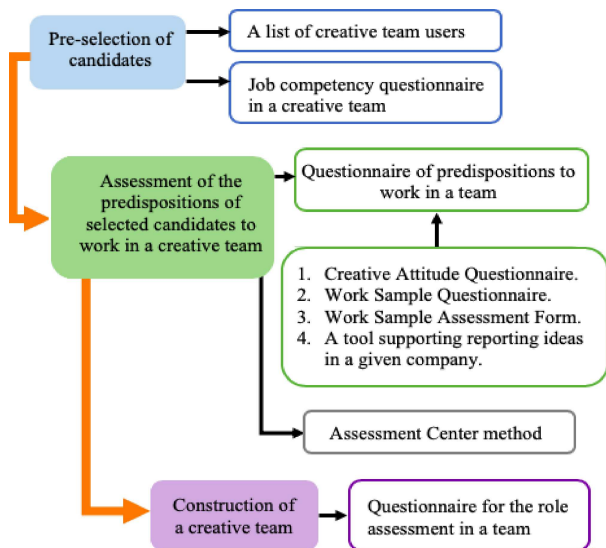 Pre-selection of
candidates
A list of creative team users
Job competency questionnaire
in a creative team
Assessment of the
predispositions of
selected candidates to
work in a creative team
Questionnaire of predispositions to
work in a team
1. Creative Attitude Questionnaire.
2. Work Sample Questionnaire.
3. Work Sample Assessment Form.
4. A tool supporting reporting ideas
in a given company.
Assessment Center method
Construction of
a creative team
Questionnaire for the role
assessment in a team